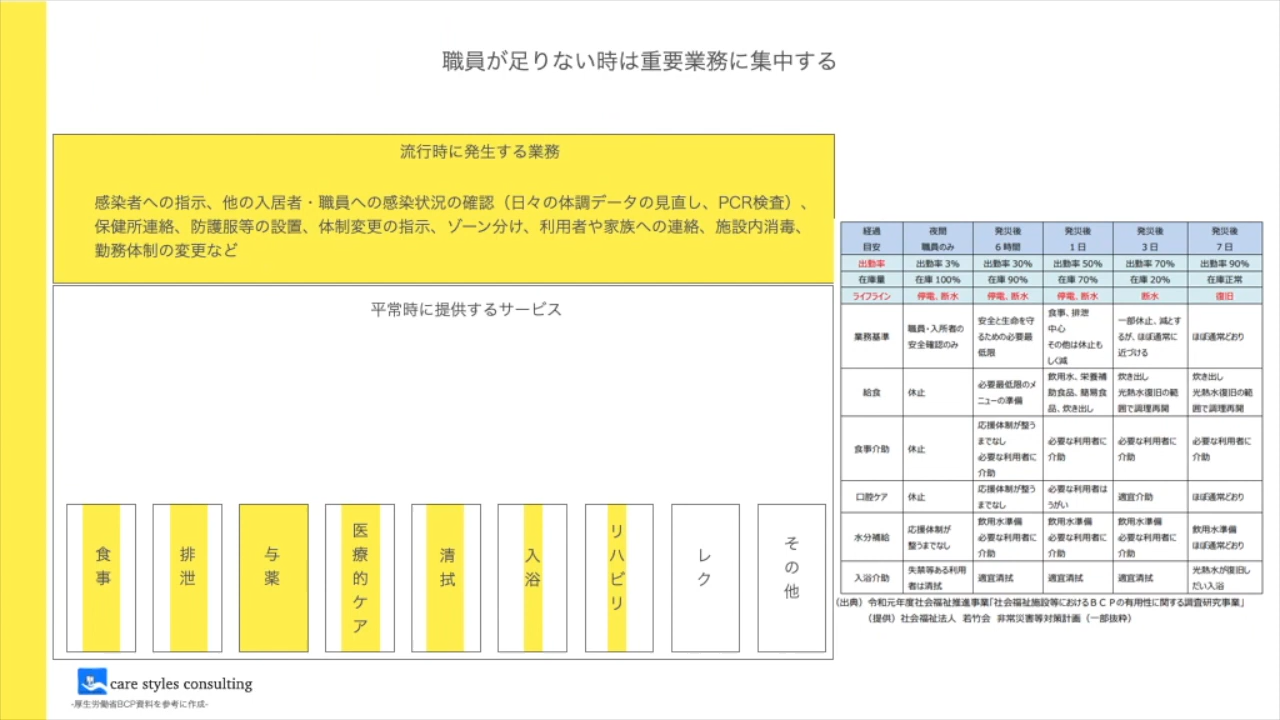 職員が足りない時は重要業務に集中する
流行時に発生する業務
感染者への指示、他の入居者・職員への感染状況の確認（日々の体調データの見直し、PCR検査）、
保健所連絡、防護服等の設置、体制変更の指示、ゾーン分け、利用者や家族への連絡、施設内消毒、
勤務体制の変更など
平常時に提供するサービス
食事
排泄
与薬
医療的ケア
清拭
入浴
リハビリ
レク
その他
経過 夜間 発災後 発災後 発災後 発災後
目安 職員のみ 6時間 1日 3日 7日
出勤率 出勤率3% 出勤率30% 出勤率50% 出勤率70% 出勤率90%
在庫量 在庫100% 在庫90% 在庫70% 在庫20% 在庫正常
ライフライン 停電、断水 停電、断水 停電、断水 断水 復旧
業務基準
職員・入所者の
安全確認のみ
安全と生命を守
るための必要最
低限
食事、排泄
中心
その他は休止も
しく減
一部休止、減とす
るが、ほぼ通常に
近づける
ほぼ通常どおり
給食
休止
必要最低限のメ
ニューの準備
飲用水、栄養補
助食品、簡易食
品、炊き出し
炊き出し
光熱水復旧の範
囲で調理再開
炊き出し
光熱水復旧の範
囲で調理再開
食事介助
休止
応援体制が整う
までなし
必要な利用者に
介助
必要な利用者に
介助
必要な利用者に
介助
必要な利用者に
介助
口腔ケア
休止
応援体制が整う
までなし
必要な利用者は
うがい
適宜介助
ほぼ通常どおり
水分補給
応援体制が
整うまでなし
飲用水準備
必要な利用者に
介助
飲用水準備
必要な利用者に
介助
飲用水準備
必要な利用者に
介助
飲用水準備
ほぼ通常どおり
入浴介助
失禁等ある利用
者は清拭
適宜清拭
適宜清拭
適宜清拭
光熱水が復旧し
だい入浴
（出典）令和元年度社会福祉推進事業「社会福祉施設等におけるＢＣＰの有用性に関する調査研究事業」
（提供）社会福祉法人 若竹会 非常災害等対策計画（一部抜粋）
care styles consulting
-厚生労働省BCP資料を参考に作成-